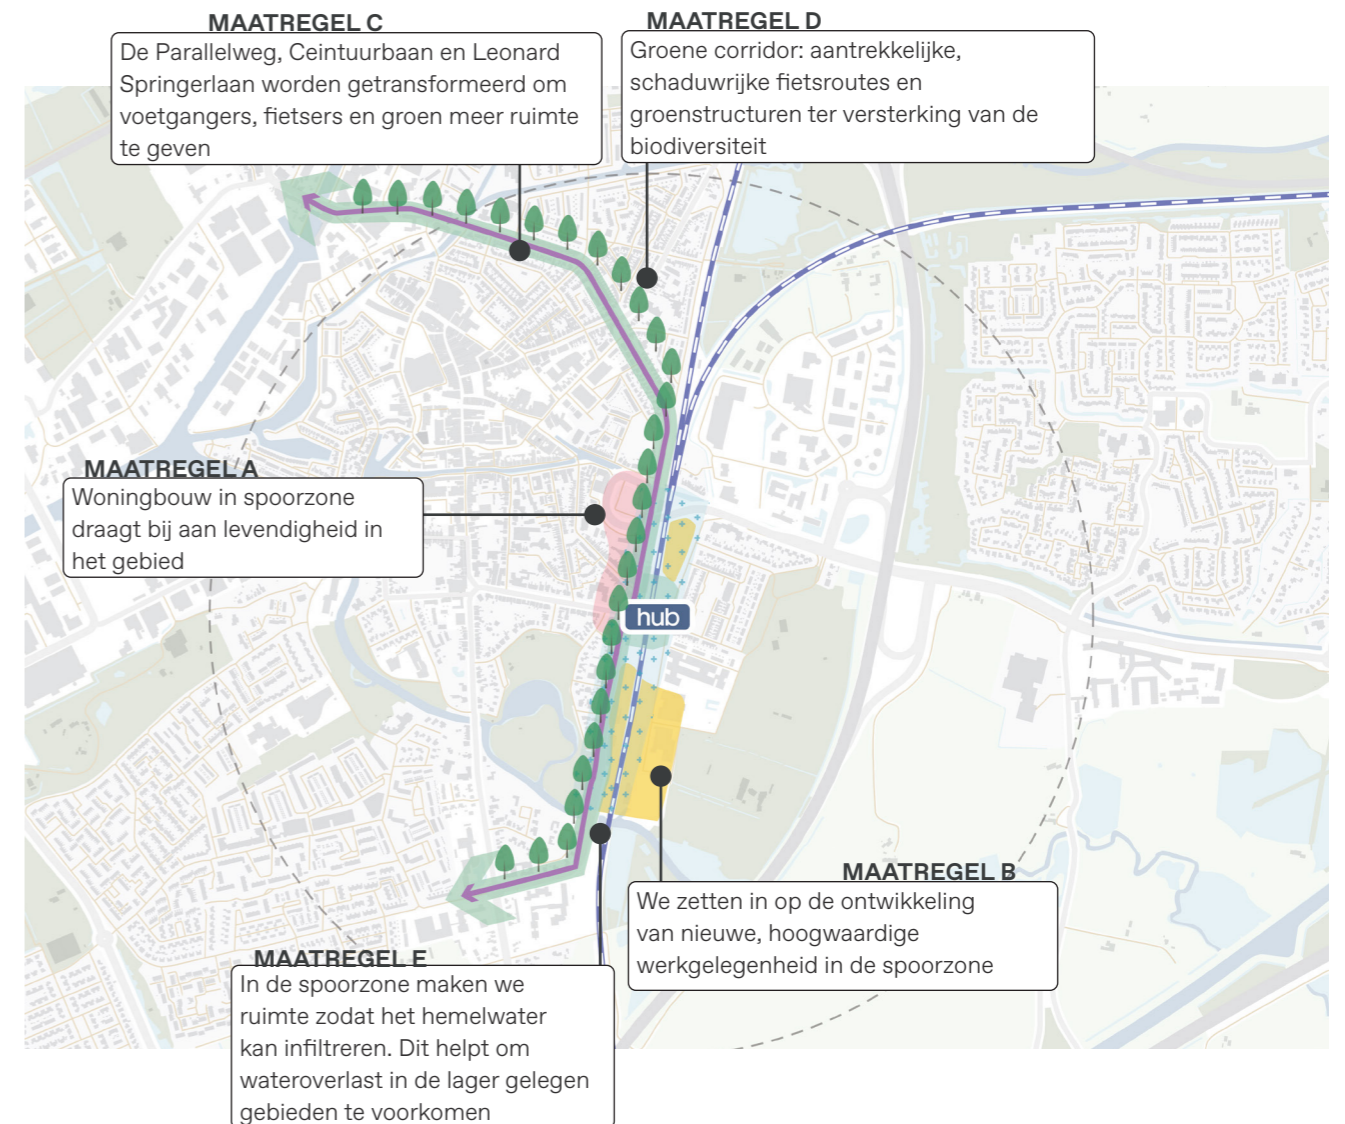 MAATREGEL C
De Parallelweg, Ceintuurbaan en Leonard
Springerlaan worden getransformeerd om
voetgangers, fietsers en groen meer ruimte
te geven
MAATREGEL D
Groene corridor: aantrekkelijke,
schaduwrijke fietsroutes en
groenstructuren ter versterking van de
biodiversiteit
MAATREGEL A
Woningbouw in spoorzone
draagt bij aan levendigheid in
het gebied
hub
MAATREGEL B
We zetten in op de ontwikkeling
van nieuwe, hoogwaardige
werkgelegenheid in de spoorzone
MAATREGEL E
In de spoorzone maken we
ruimte zodat het hemelwater
kan infiltreren. Dit helpt om
wateroverlast in de lager gelegen
gebieden te voorkomen